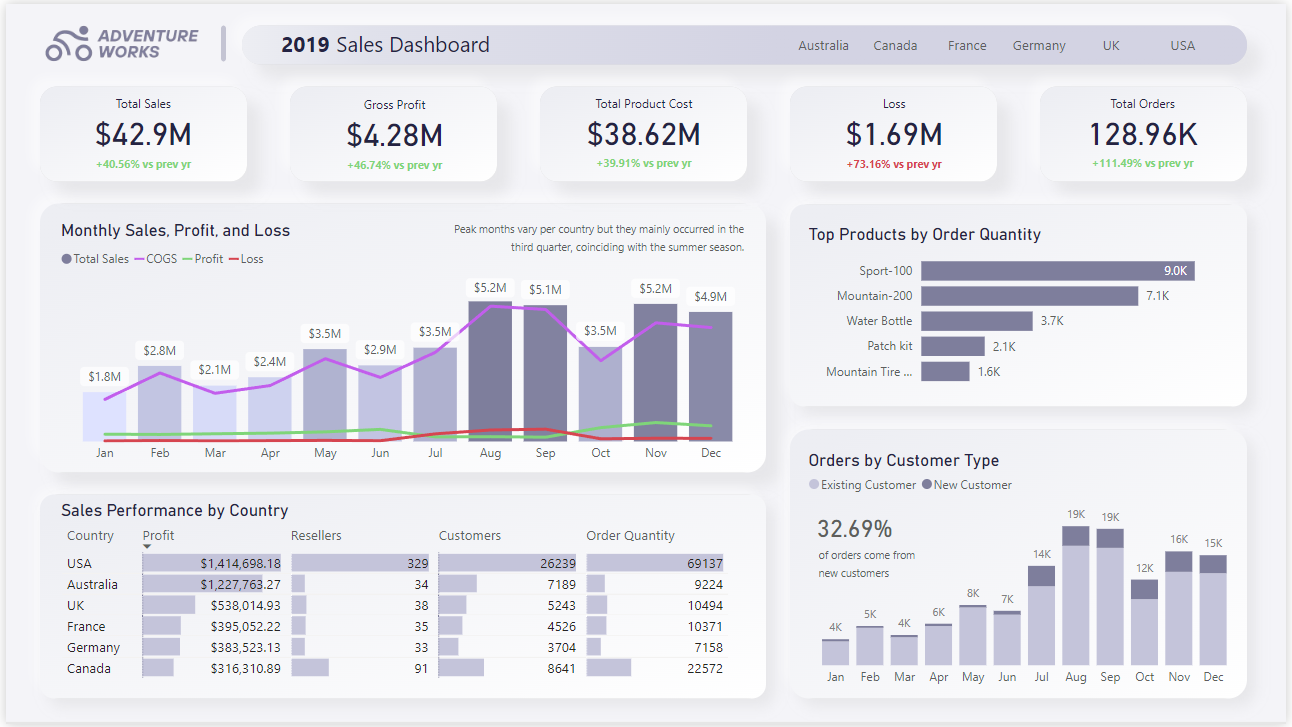 ADVENTURE
WORKS
2019 Sales Dashboard
Australia Canada France Germany UK USA
Total Sales
$42.9M
+40.56% vs prev yr
Gross Profit
$4.28M
+46.74% vs prev yr
Total Product Cost
$38.62M
+39.91% vs prev yr
Loss
$1.69M
+73.16% vs prev yr
Total Orders
128.96K
+111.49% vs prev yr
Monthly Sales, Profit, and Loss
Peak months vary per country but they mainly occurred in the
third quarter, coinciding with the summer season.
Total Sales COGS Profit Loss
$1.8M $2.8M $2.1M $2.4M $3.5M $2.9M $3.5M $5.2M $5.1M $3.5M $5.2M $4.9M
Jan Feb Mar Apr May Jun Jul Aug Sep Oct Nov Dec
Top Products by Order Quantity
Sport-100 9.0K
Mountain-200 7.1K
Water Bottle 3.7K
Patch kit 2.1K
Mountain Tire ... 1.6K
Sales Performance by Country
Country Profit Resellers Customers Order Quantity
USA $1,414,698.18 329 26239 69137
Australia $1,227,763.27 34 7189 9224
UK $538,014.93 38 5243 10494
France $395,052.22 35 4526 10371
Germany $383,523.13 33 3704 7158
Canada $316,310.89 91 8641 22572
Orders by Customer Type
Existing Customer New Customer
32.69%
of orders come from
new customers
4K 5K 4K 6K 8K 7K 14K 19K 19K 12K 16K 15K
Jan Feb Mar Apr May Jun Jul Aug Sep Oct Nov Dec